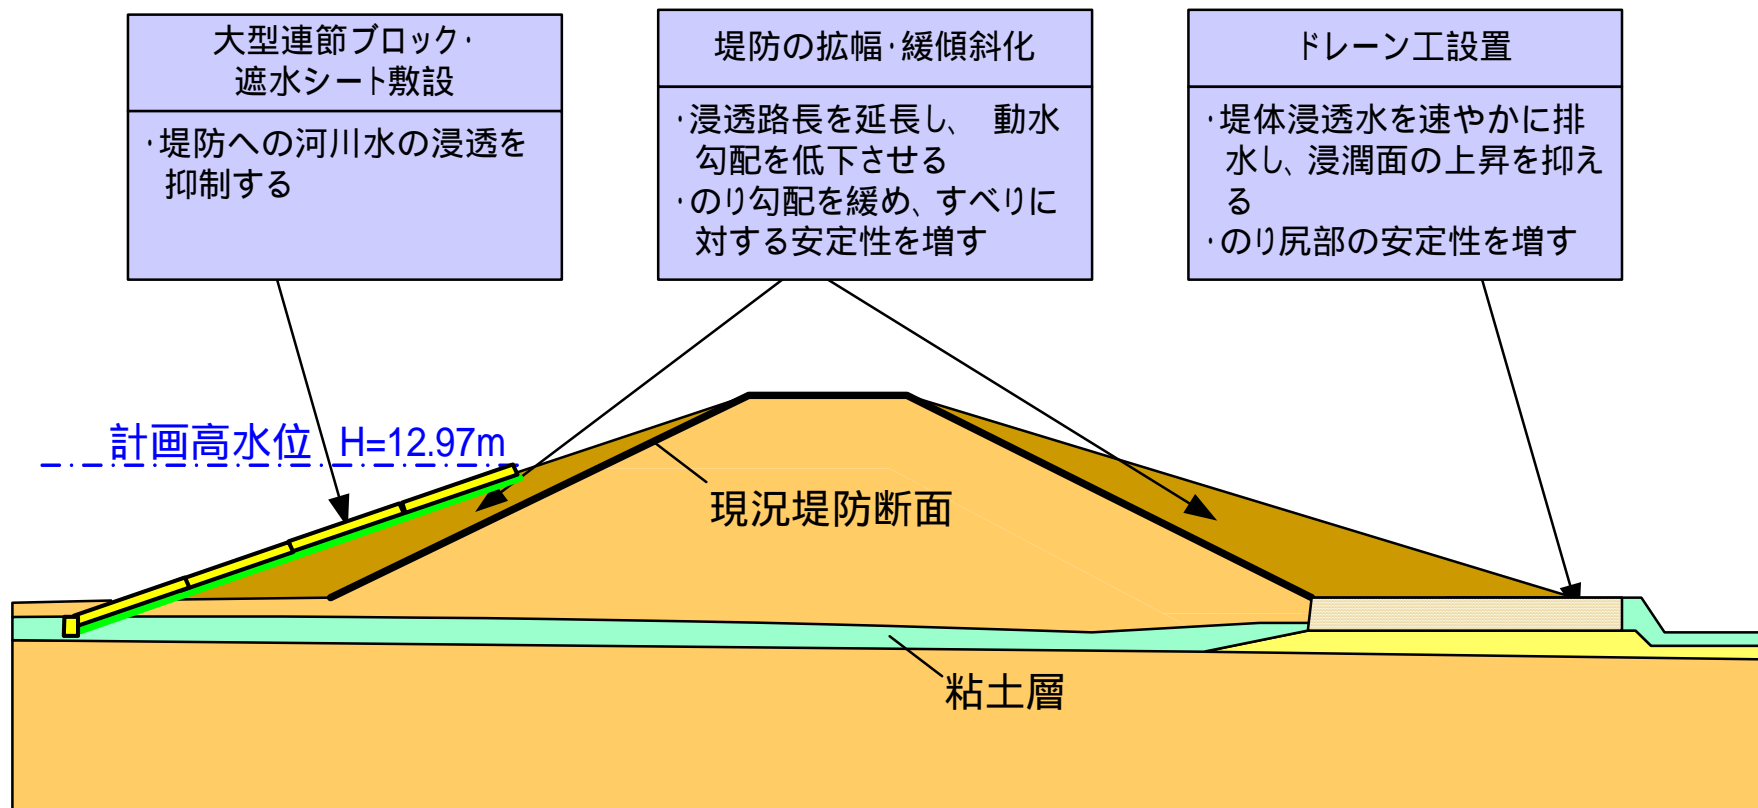 大型連節ブロック・
遮水シート敷設
・堤防への河川水の浸透を
抑制する
堤防の拡幅・緩傾斜化
・浸透路長を延長し、 動水
勾配を低下させる
・のり勾配を緩め、すべりに
対する安定性を増す
ドレーン工設置
・堤体浸透水を速やかに排
水し、浸潤面の上昇を抑え
る
・のり尻部の安定性を増す
計画高水位 H=12.97m
現況堤防断面
粘土層